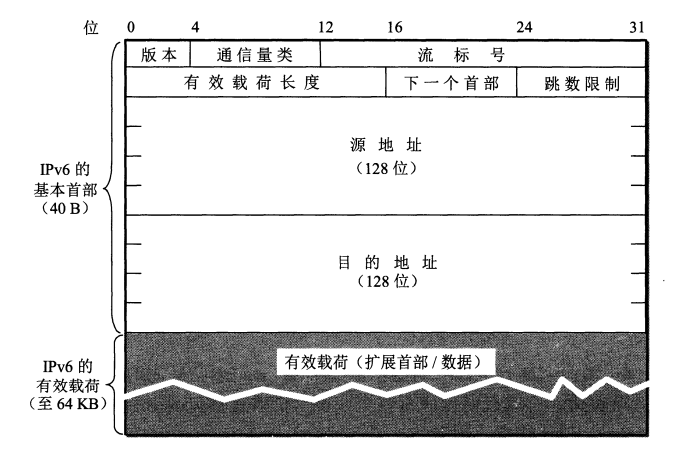 位 0 4 12 16 24 31
版本 通信量类 流标号
有效载荷长度 下一个首部 跳数限制
源地址
（128 位）
IPv6 的
基本首部
（40 B）
目的地址
（128 位）
有效载荷（扩展首部 / 数据）
IPv6 的
有效载荷
（至 64 KB）